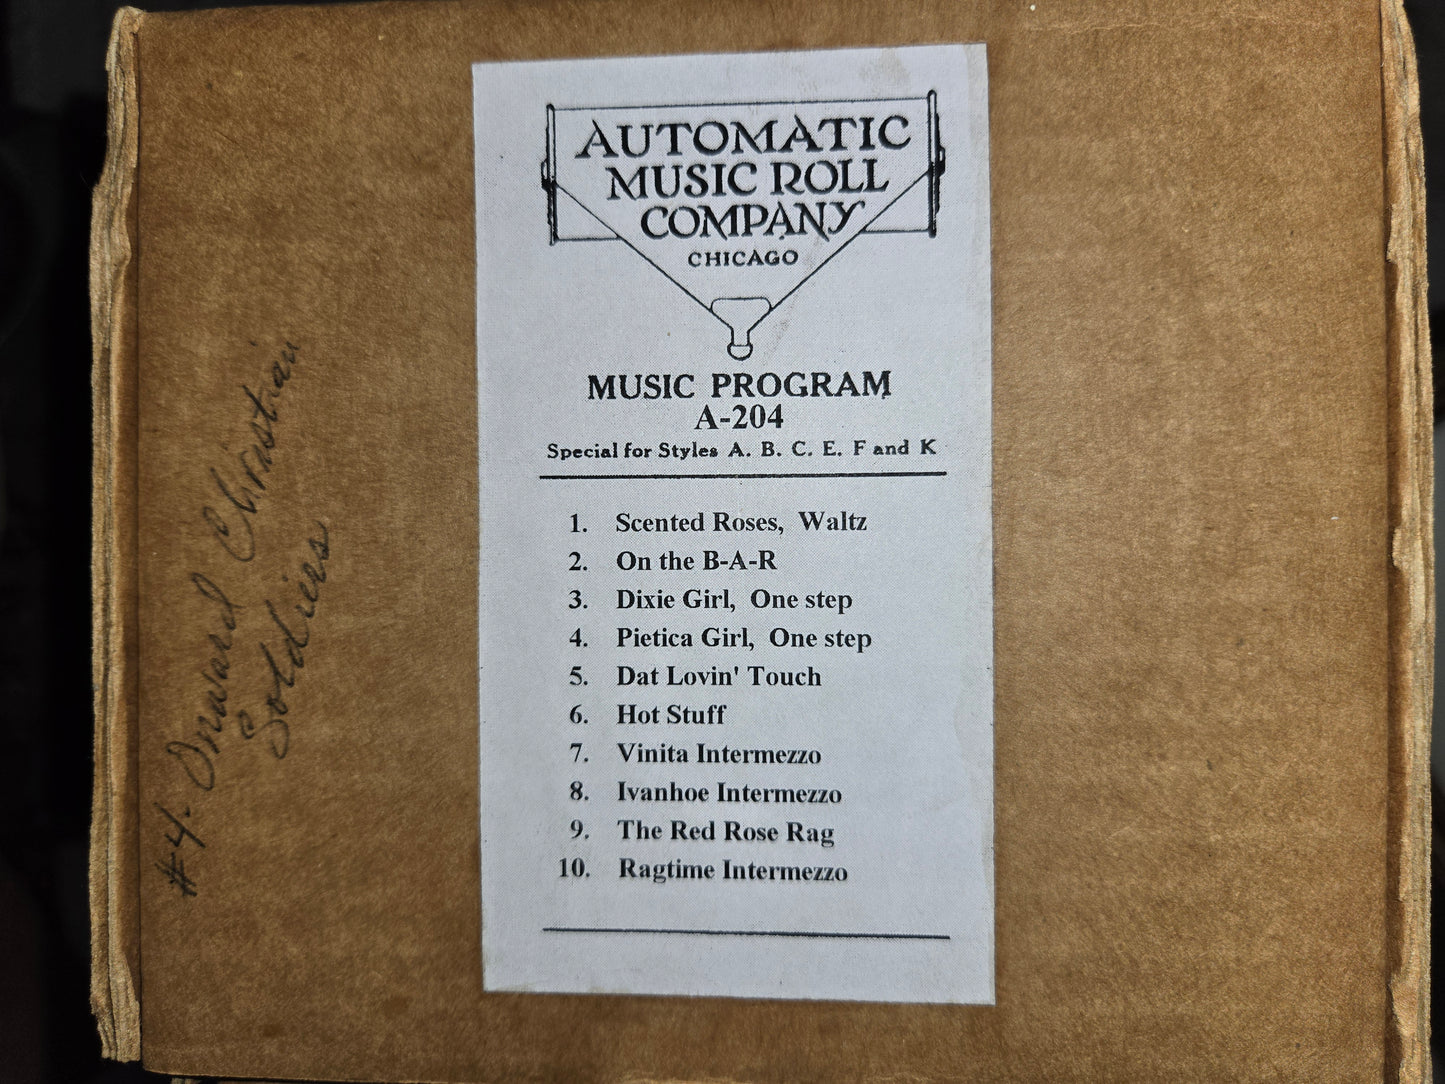 AUTOMATIC
MUSIC ROLL
COMPANY
CHICAGO
MUSIC PROGRAM
A-204
Special for Styles A. B. C. E. F and K
1. Scented Roses, Waltz
2. On the B-A-R
3. Dixie Girl, One step
4. Pietica Girl, One step
5. Dat Lovin' Touch
6. Hot Stuff
7. Vinita Intermezzo
8. Ivanhoe Intermezzo
9. The Red Rose Rag
10. Ragtime Intermezzo
#4. Onward Christian
Soldiers